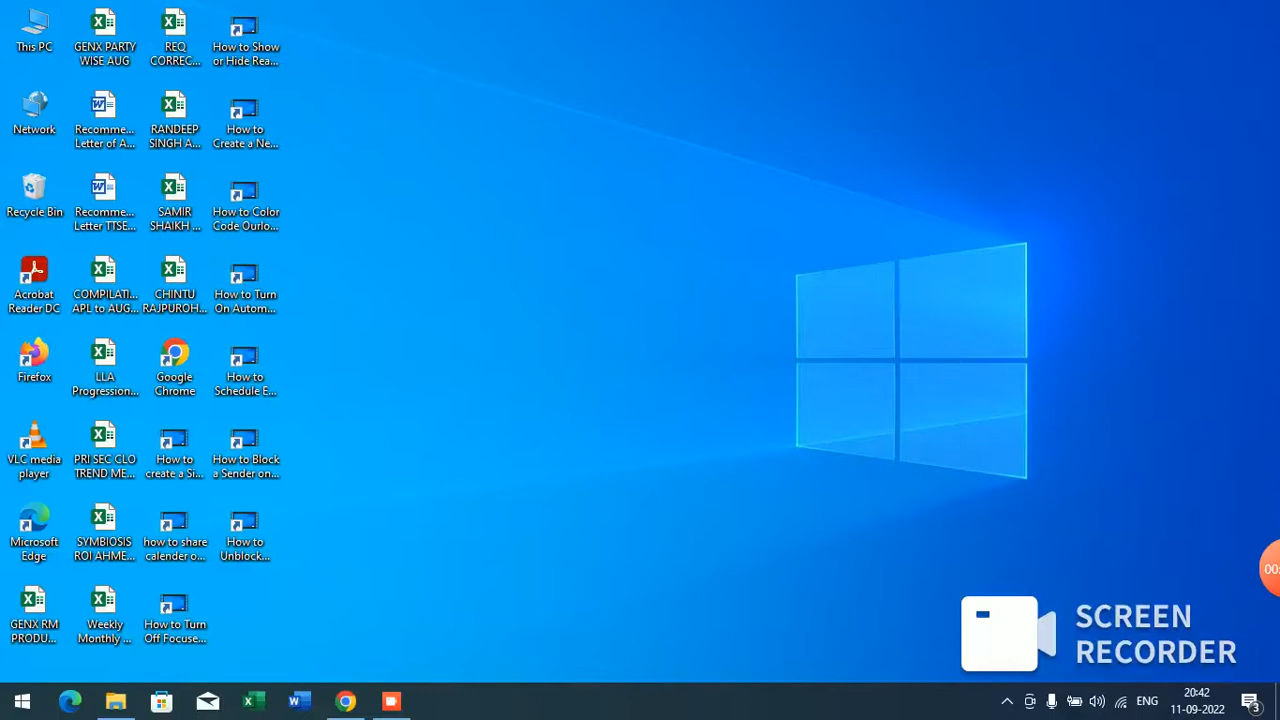 This PC
GENX PARTY
WISE AUG
REQ
CORREC...
How to Show
or Hide Rea...
Network
Recomme...
Letter of A...
RANDEEP
SINGH A...
How to
Create a Ne...
Recycle Bin
Recomme...
Letter TTSE...
SAMIR
SHAIKH ...
How to Color
Code Ourlo...
Acrobat
Reader DC
COMPILATI...
APL to AUG...
CHINTU
RAJPUROH...
How to Turn
On Autom...
Firefox
LLA
Progression...
Google
Chrome
How to
Schedule E...
VLC media
player
PRI SEC CLO
TREND ME...
How to
create a Si...
How to Block
a Sender on...
Microsoft
Edge
SYMBIOSIS
ROI AHME...
how to share
calender o...
How to
Unblock...
GENX RM
PRODU...
Weekly
Monthly ...
How to Turn
Off Focuse...
00:
SCREEN
RECORDER
ENG
20:42
11-09-2022
3